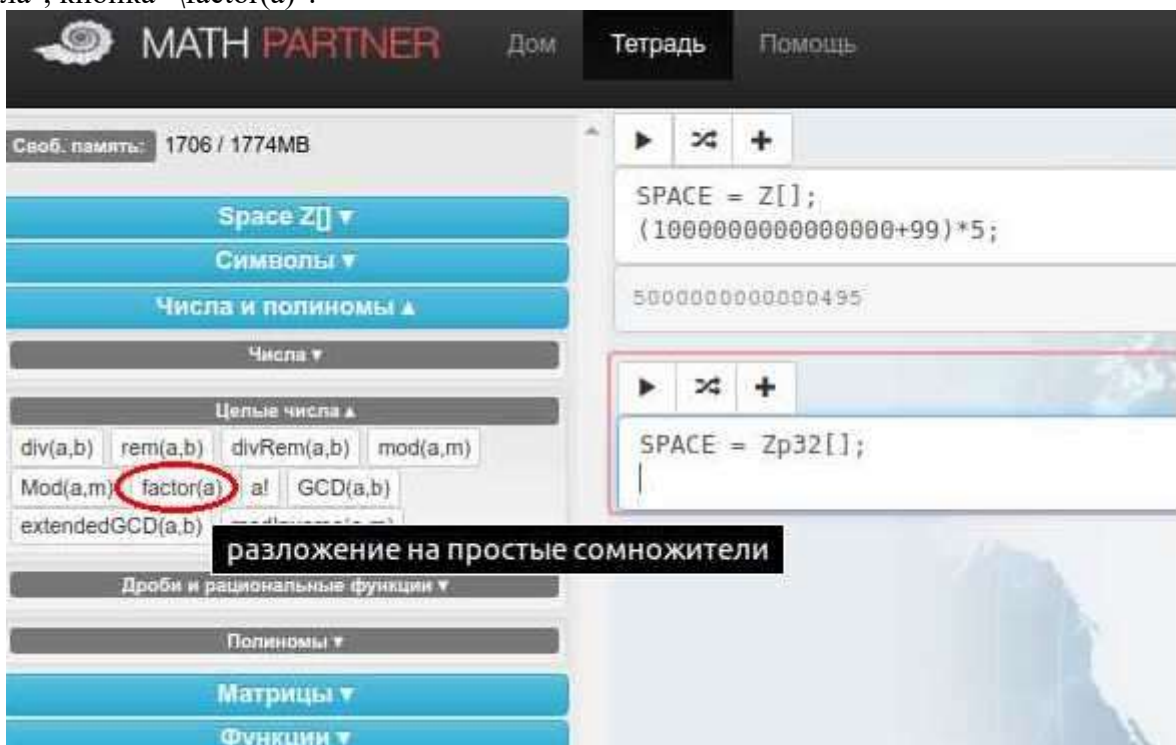 кнопка "\factor(a)".
MATH PARTNER Дом Тетрадь Помощь
Своб. память: 1706 / 1774MB
Space Z[] ▼
Символы ▼
Числа и полиномы ▲
Числа ▼
Целые числа ▲
div(a,b) rem(a,b) divRem(a,b) mod(a,m)
Mod(a,m) factor(a) a! GCD(a,b)
extendedGCD(a,b)
разложение на простые сомножители
Дроби и рациональные функции ▼
Полиномы ▼
Матрицы ▼
Функции ▼
SPACE = Z[];
(1000000000000000+99)*5;
5000000000000495
SPACE = Zp32[];